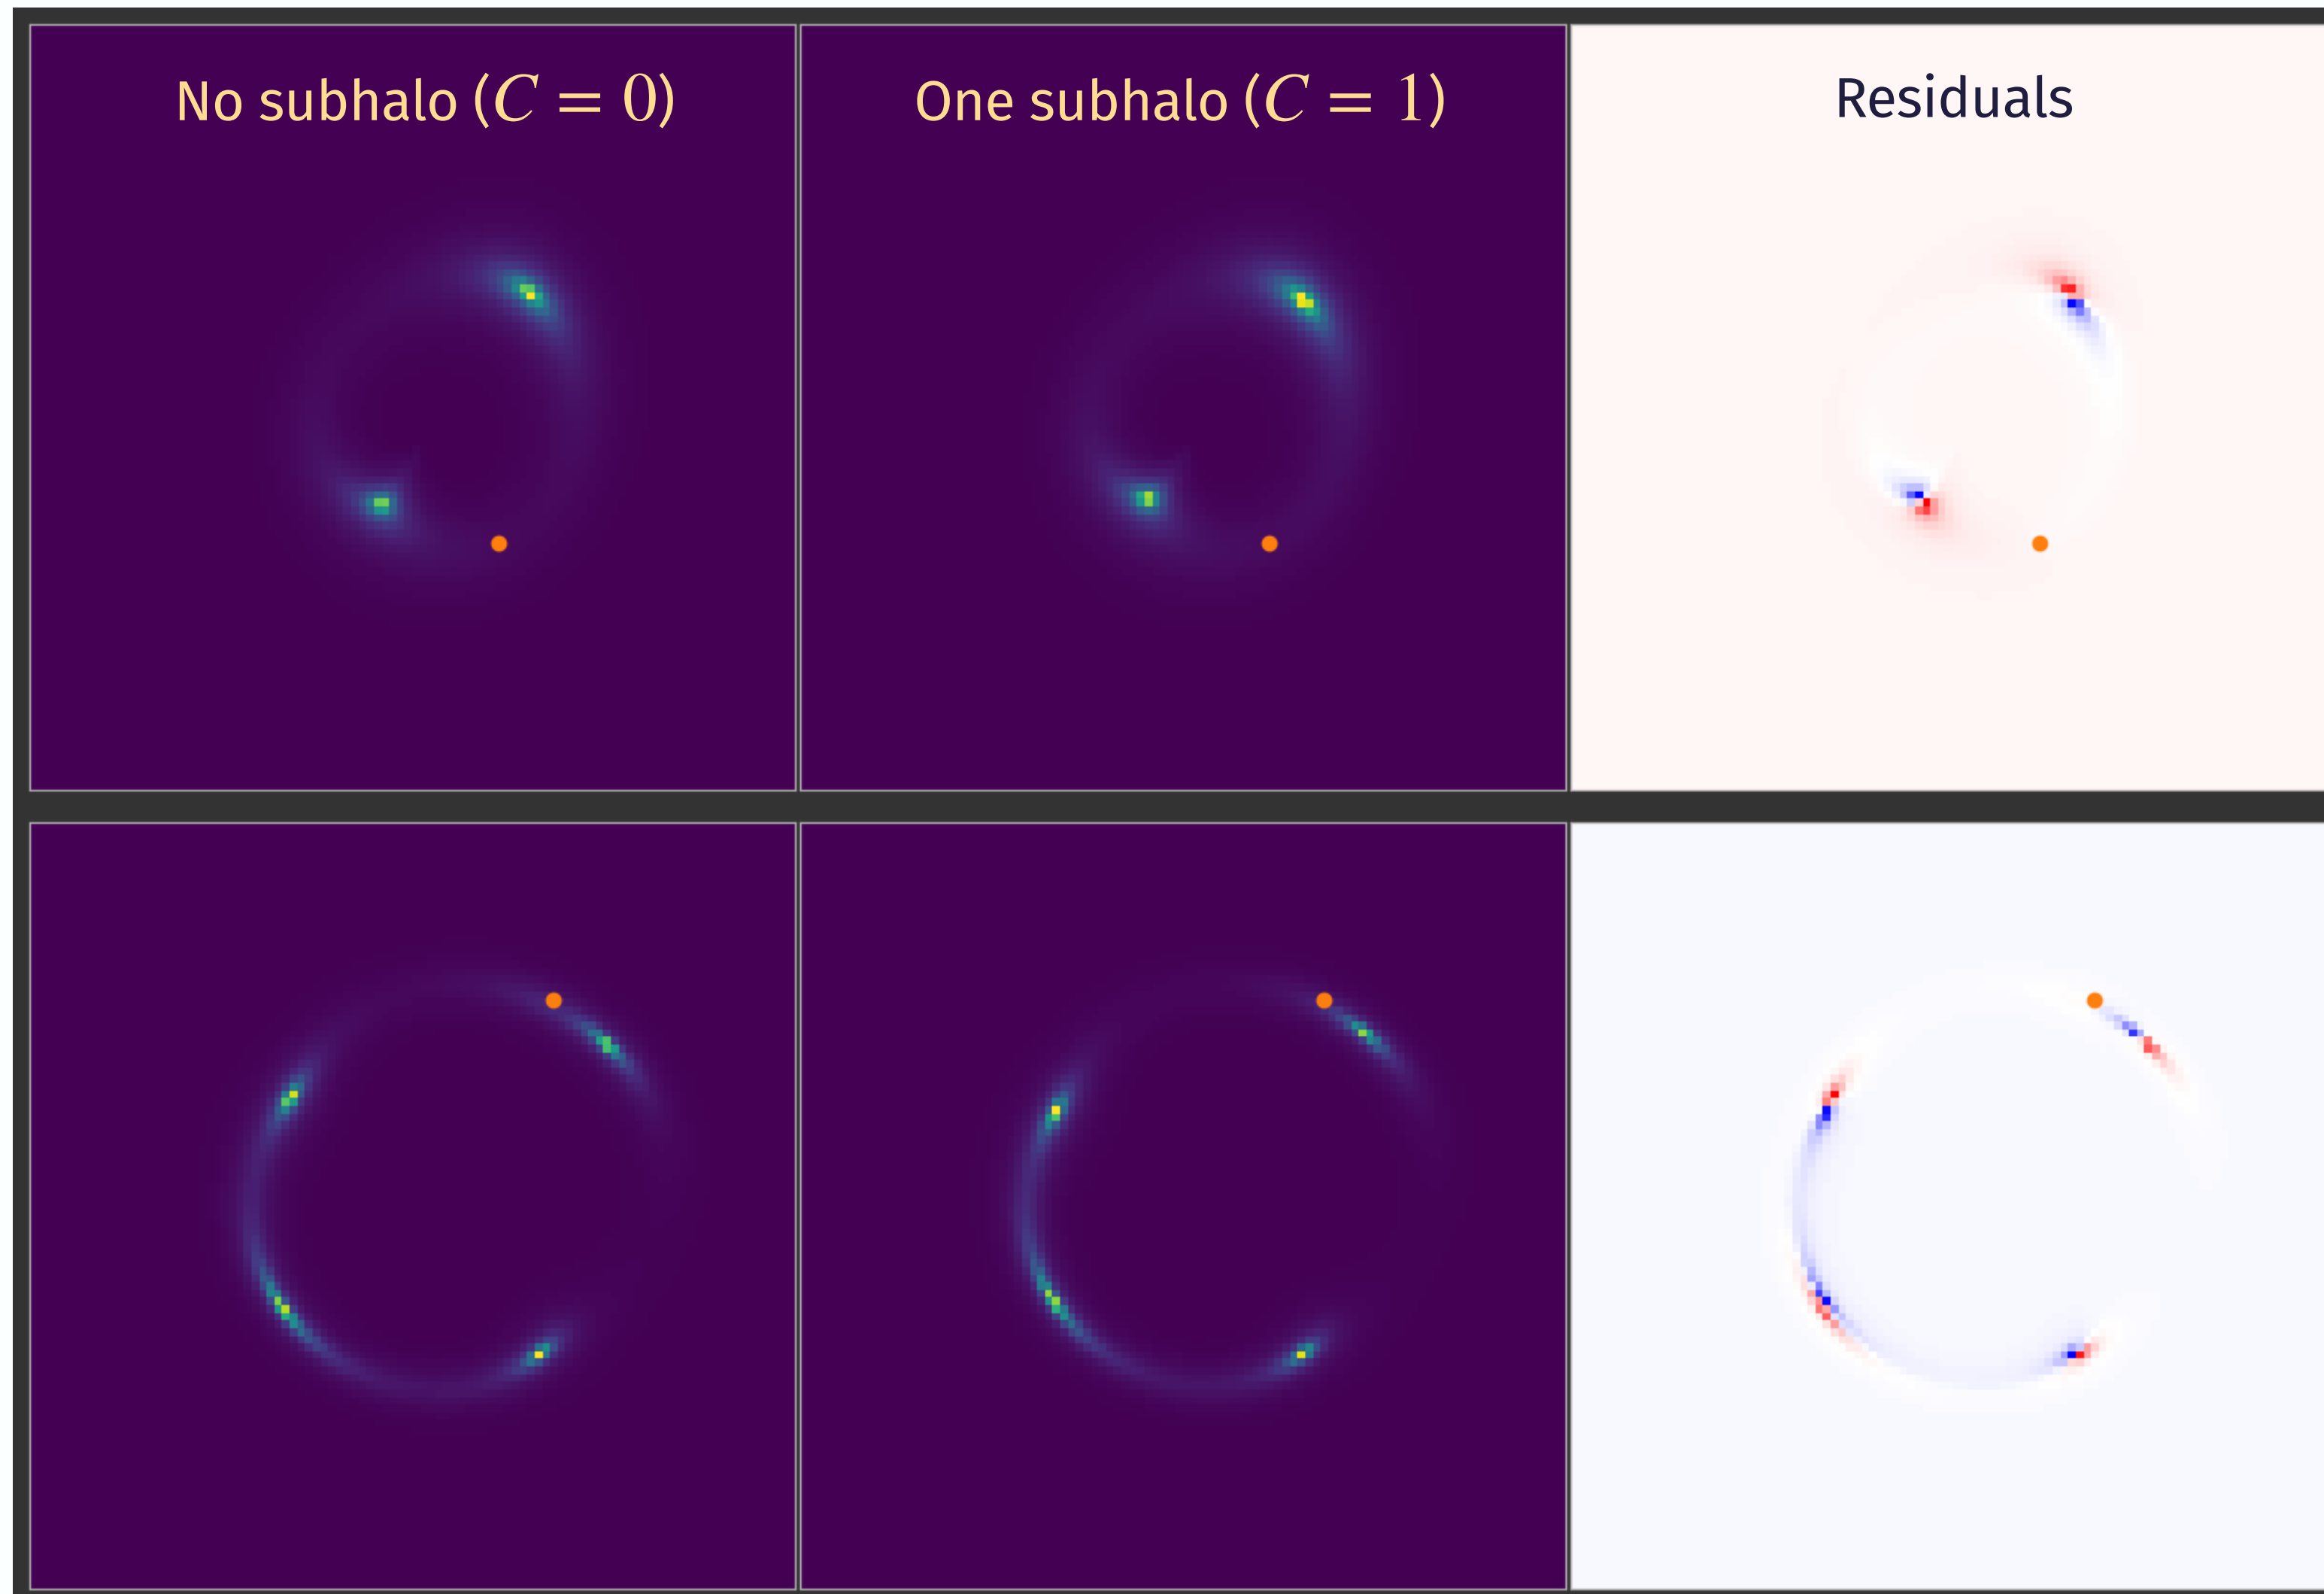 No subhalo (C = 0)
One subhalo (C = 1)
Residuals